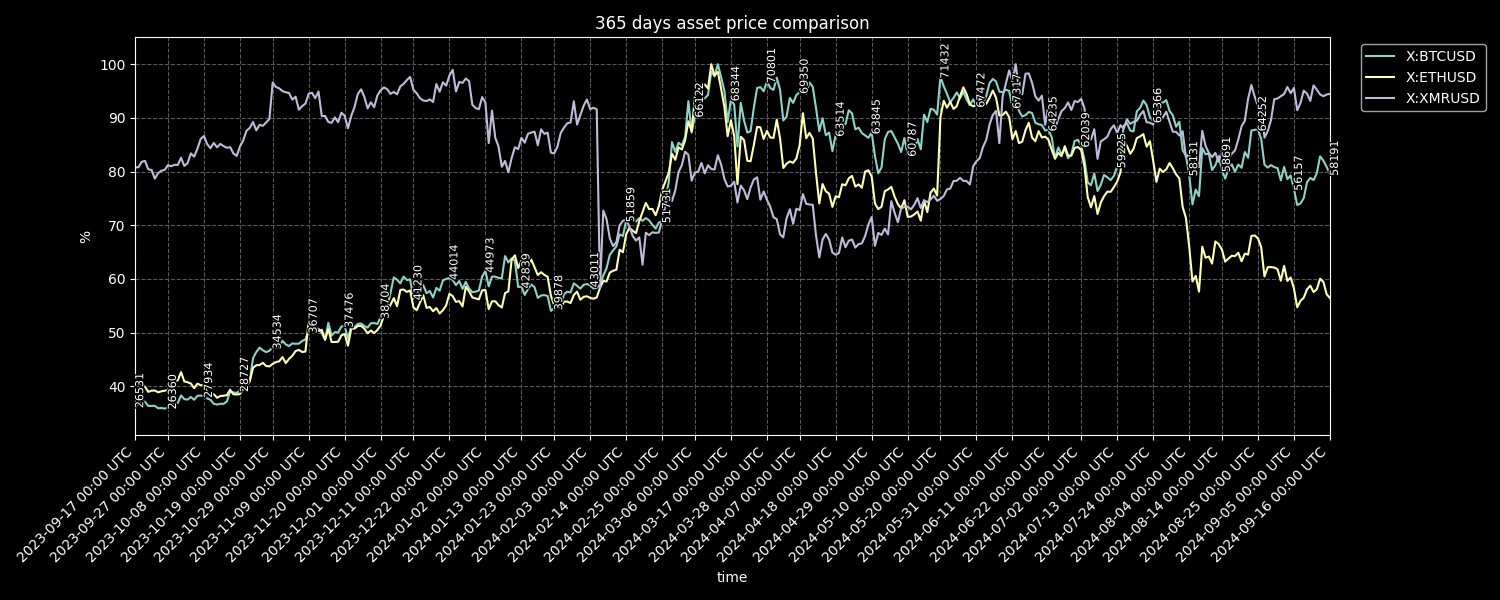 365 days asset price comparison
X:BTCUSD
X:ETHUSD
X:XMRUSD
%
100
90
80
70
60
50
40
26531
26360
27934
28727
34534
36707
37476
38704
41230
44014
44973
42839
39878
43011
51859
51731
66122
68344
70801
69350
63514
63845
60787
71432
67472
67317
64235
62039
59225
65366
58131
58691
64252
56157
58191
2023-09-17 00:00 UTC
2023-09-27 00:00 UTC
2023-10-08 00:00 UTC
2023-10-19 00:00 UTC
2023-10-29 00:00 UTC
2023-11-09 00:00 UTC
2023-11-20 00:00 UTC
2023-12-01 00:00 UTC
2023-12-11 00:00 UTC
2023-12-22 00:00 UTC
2024-01-02 00:00 UTC
2024-01-13 00:00 UTC
2024-01-23 00:00 UTC
2024-02-03 00:00 UTC
2024-02-14 00:00 UTC
2024-02-25 00:00 UTC
2024-03-06 00:00 UTC
2024-03-17 00:00 UTC
2024-03-28 00:00 UTC
2024-04-07 00:00 UTC
2024-04-18 00:00 UTC
2024-04-29 00:00 UTC
2024-05-10 00:00 UTC
2024-05-20 00:00 UTC
2024-05-31 00:00 UTC
2024-06-11 00:00 UTC
2024-06-22 00:00 UTC
2024-07-02 00:00 UTC
2024-07-13 00:00 UTC
2024-07-24 00:00 UTC
2024-08-04 00:00 UTC
2024-08-14 00:00 UTC
2024-08-25 00:00 UTC
2024-09-05 00:00 UTC
2024-09-16 00:00 UTC
time